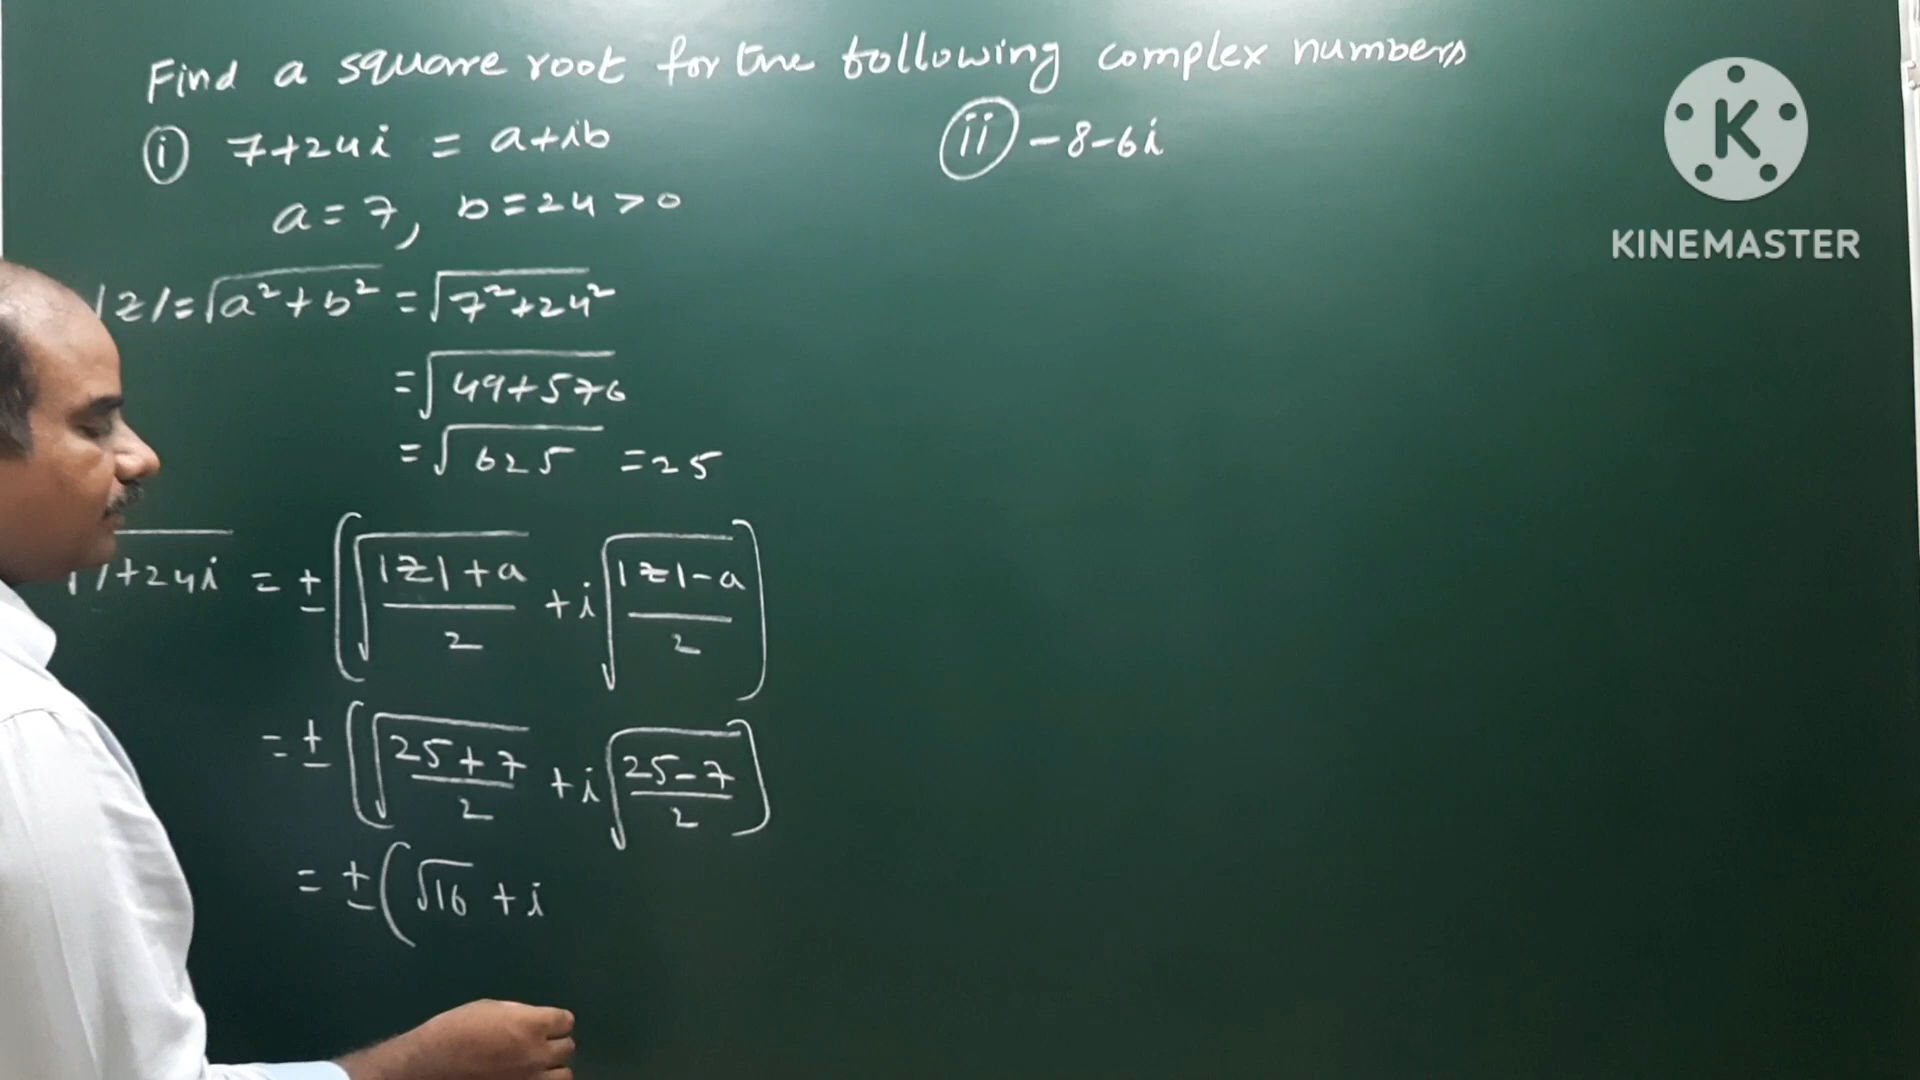 Find a square root for the following complex numbers
(i) 7+24i = a+ib
a=7, b=24>0
|z|=√(a²+b²) = √(7²+24²)
=√(49+576)
=√625 =25
+24i = ±(√((|z|+a)/2) +i√((|z|-a)/2))
=±(√((25+7)/2) +i√((25-7)/2))
= ±(√16 +i
(ii) -8-6i
K
KINEMASTER